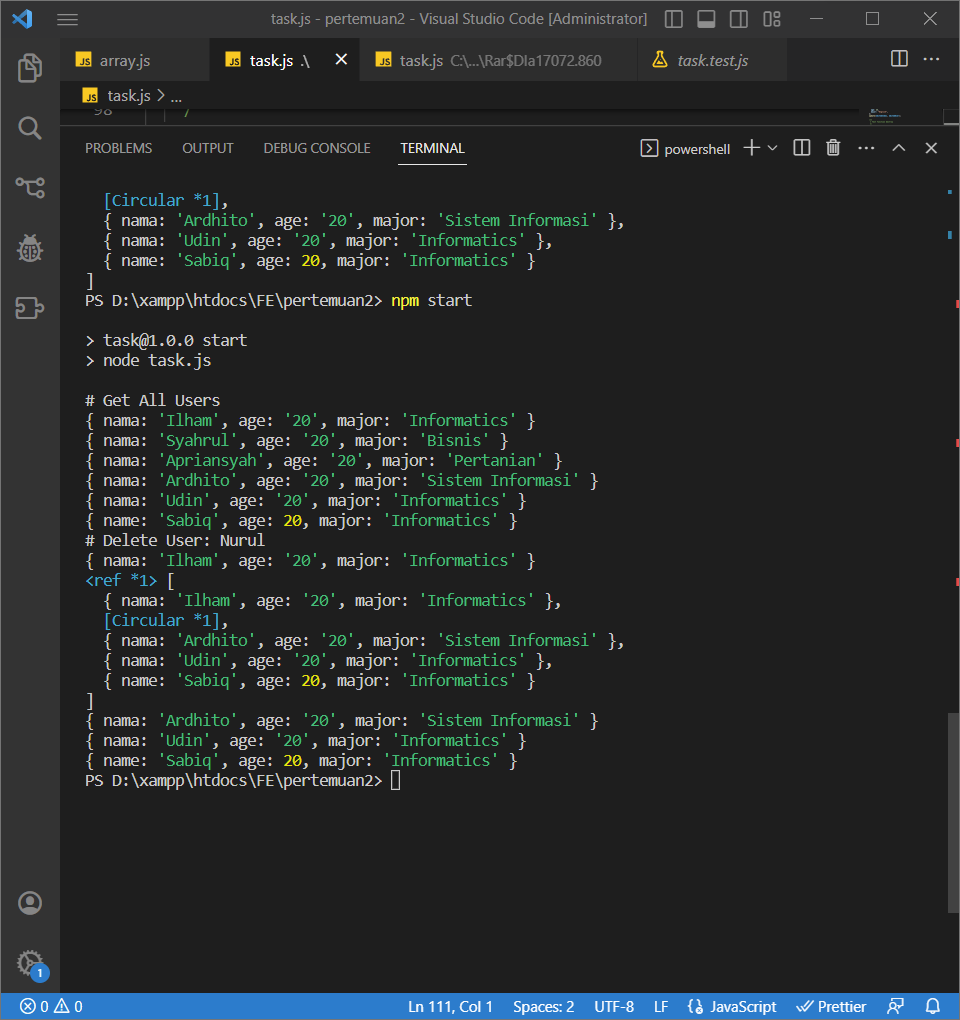 task.js - pertemuan2 - Visual Studio Code [Administrator]
JS array.js
JS task.js .\
JS task.js C:\...\Rar$DIa17072.860
task.test.js
JS task.js > ...
98 /
PROBLEMS OUTPUT DEBUG CONSOLE TERMINAL powershell
[Circular *1],
{ nama: 'Ardhito', age: '20', major: 'Sistem Informasi' },
{ nama: 'Udin', age: '20', major: 'Informatics' },
{ name: 'Sabiq', age: 20, major: 'Informatics' }
]
PS D:\xampp\htdocs\FE\pertemuan2> npm start
> task@1.0.0 start
> node task.js
# Get All Users
{ nama: 'Ilham', age: '20', major: 'Informatics' }
{ nama: 'Syahrul', age: '20', major: 'Bisnis' }
{ nama: 'Apriansyah', age: '20', major: 'Pertanian' }
{ nama: 'Ardhito', age: '20', major: 'Sistem Informasi' }
{ nama: 'Udin', age: '20', major: 'Informatics' }
{ name: 'Sabiq', age: 20, major: 'Informatics' }
# Delete User: Nurul
{ nama: 'Ilham', age: '20', major: 'Informatics' }
<ref *1> [
{ nama: 'Ilham', age: '20', major: 'Informatics' },
[Circular *1],
{ nama: 'Ardhito', age: '20', major: 'Sistem Informasi' },
{ nama: 'Udin', age: '20', major: 'Informatics' },
{ name: 'Sabiq', age: 20, major: 'Informatics' }
]
{ nama: 'Ardhito', age: '20', major: 'Sistem Informasi' }
{ nama: 'Udin', age: '20', major: 'Informatics' }
{ name: 'Sabiq', age: 20, major: 'Informatics' }
PS D:\xampp\htdocs\FE\pertemuan2>
1
0 0 Ln 111, Col 1 Spaces: 2 UTF-8 LF JavaScript Prettier